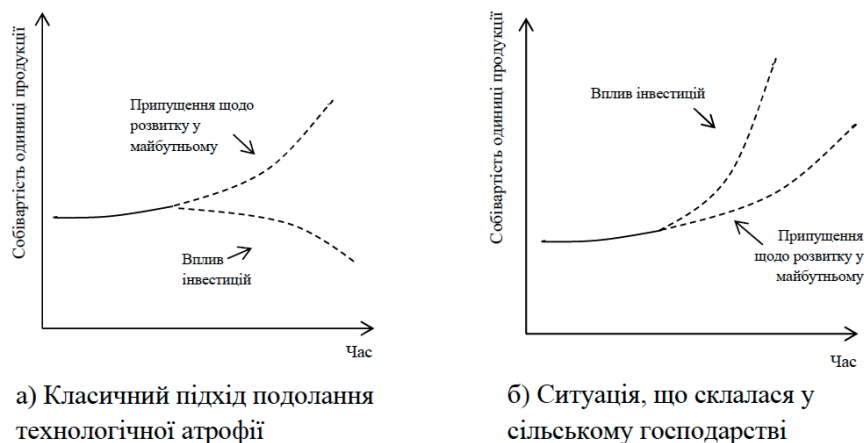 Собівартість одиниці продукції
Припущення щодо
розвитку у
майбутньому
Вплив
інвестицій
Час
а) Класичний підхід подолання
технологічної атрофії
Собівартість одиниці продукції
Вплив інвестицій
Припущення
щодо розвитку у
майбутньому
Час
б) Ситуація, що склалася у
сільському господарстві